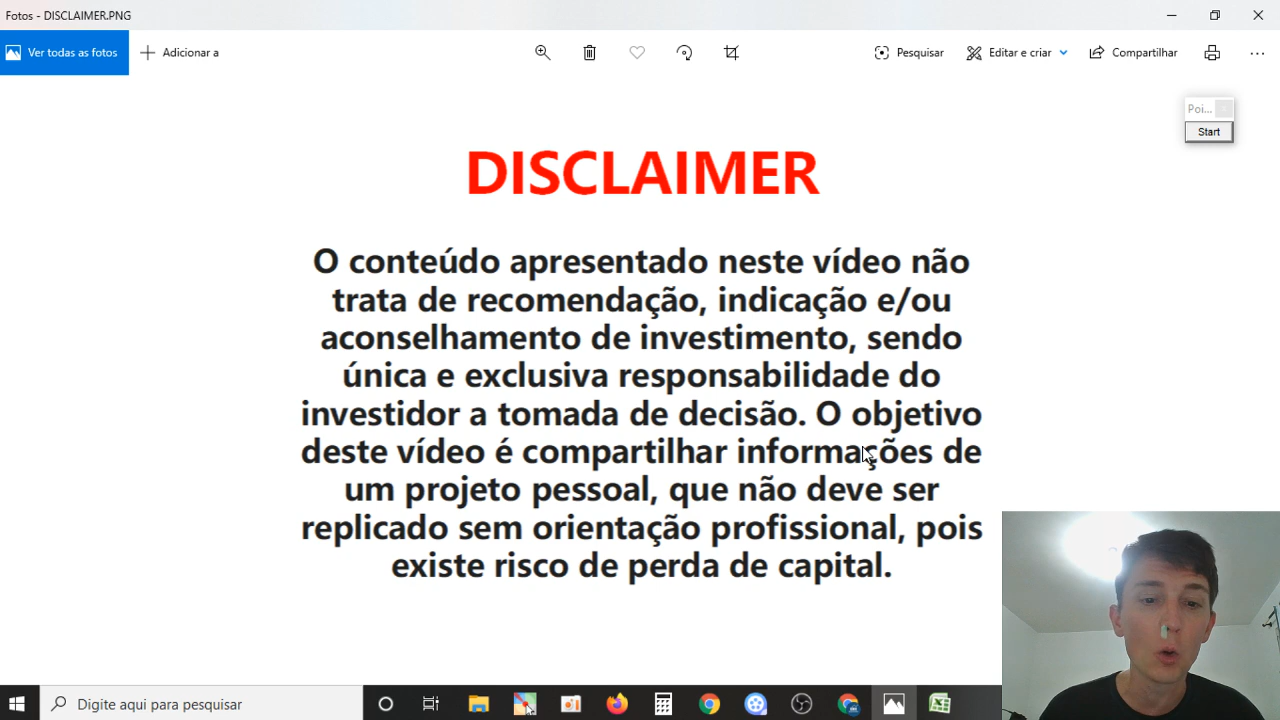 Fotos - DISCLAIMER.PNG
Ver todas as fotos
Adicionar a
Pesquisar
Editar e criar
Compartilhar
Poi...
Start
DISCLAIMER
O conteúdo apresentado neste vídeo não
trata de recomendação, indicação e/ou
aconselhamento de investimento, sendo
única e exclusiva responsabilidade do
investidor a tomada de decisão. O objetivo
deste vídeo é compartilhar informações de
um projeto pessoal, que não deve ser
replicado sem orientação profissional, pois
existe risco de perda de capital.
Digite aqui para pesquisar